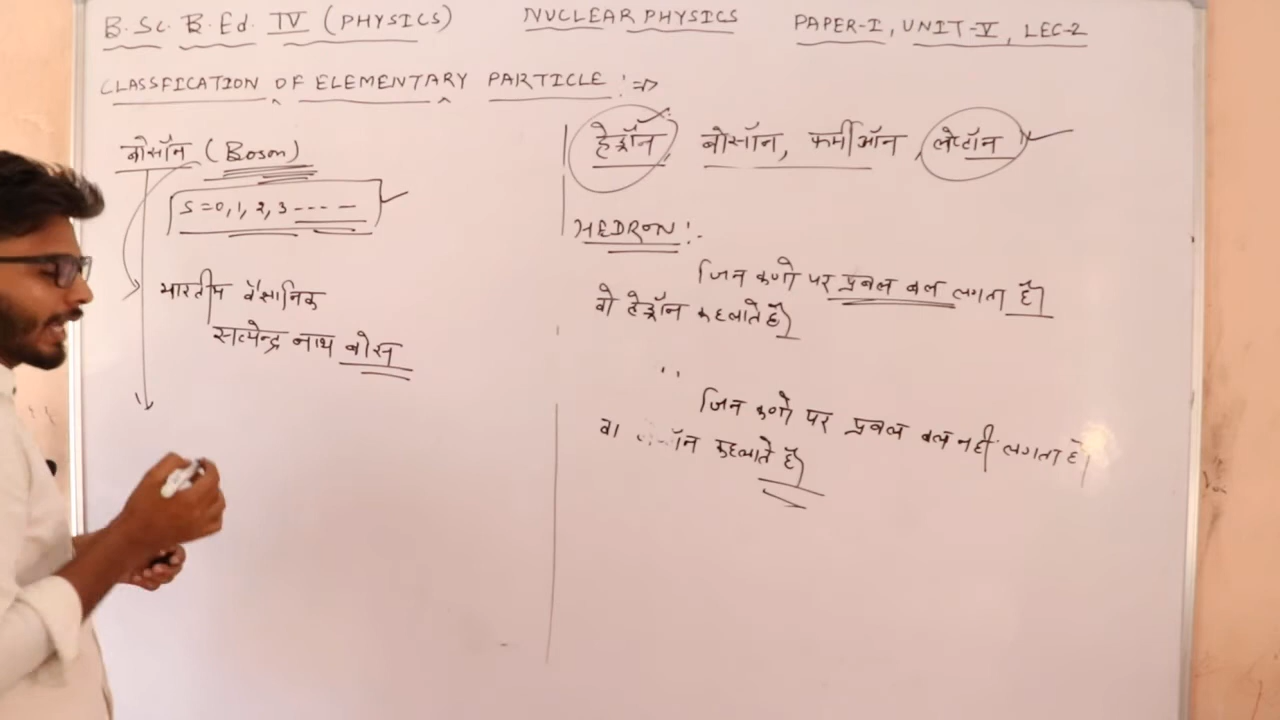 B.Sc. B.Ed. IV (PHYSICS) NUCLEAR PHYSICS PAPER-I, UNIT-V, LEC-2
CLASSFICATION OF ELEMENTARY PARTICLE :⇒
बोसॉन (Boson)
S=0,1,2,3----
भारतीय वैज्ञानिक
सत्येन्द्र नाथ बोस
हेड्रॉन, बोसॉन, फर्मीऑन, लेप्टॉन
HEDRON :-
जिन कणो पर प्रबल बल लगता है।
वो हेड्रॉन कहलाते है।
जिन कणो पर प्रबल बल नही लगता है।
कहलाते है।